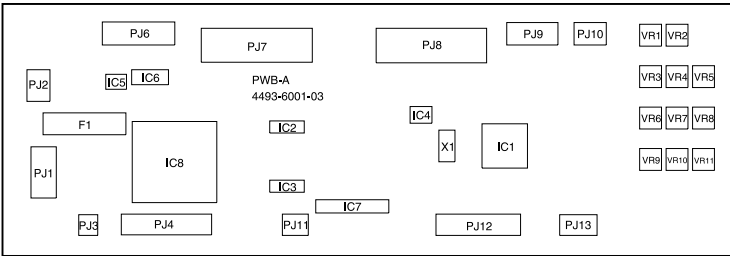 PJ6
PJ7
PJ8
PJ9
PJ10
VR1
VR2
PJ2
IC5
IC6
PWB-A
4493-6001-03
VR3
VR4
VR5
F1
IC2
IC4
VR6
VR7
VR8
X1
IC1
PJ1
IC8
VR9
VR10
VR11
IC3
IC7
PJ3
PJ4
PJ11
PJ12
PJ13